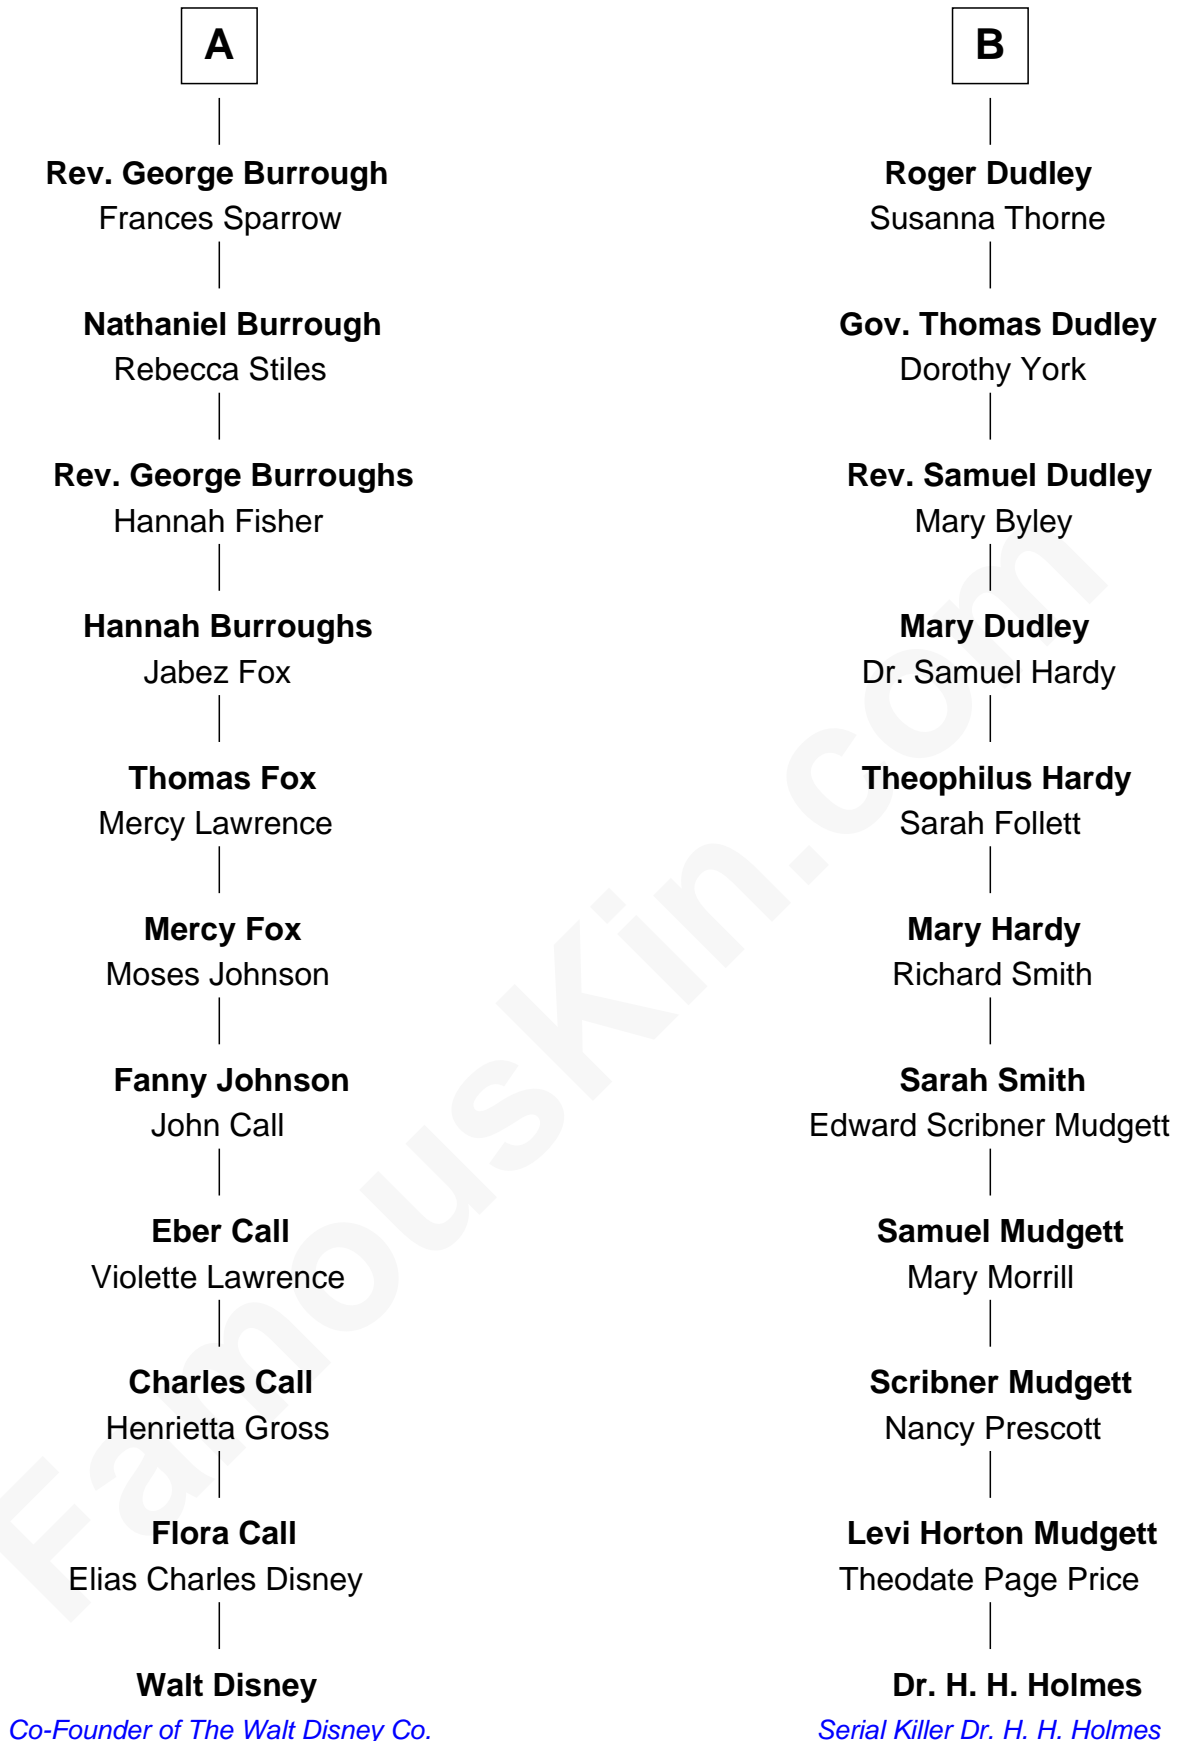 A
Rev. George Burrough
Frances Sparrow
Nathaniel Burrough
Rebecca Stiles
Rev. George Burroughs
Hannah Fisher
Hannah Burroughs
Jabez Fox
Thomas Fox
Mercy Lawrence
Mercy Fox
Moses Johnson
Fanny Johnson
John Call
Eber Call
Violette Lawrence
Charles Call
Henrietta Gross
Flora Call
Elias Charles Disney
Walt Disney
Co-Founder of The Walt Disney Co.
B
Roger Dudley
Susanna Thorne
Gov. Thomas Dudley
Dorothy York
Rev. Samuel Dudley
Mary Byley
Mary Dudley
Dr. Samuel Hardy
Theophilus Hardy
Sarah Follett
Mary Hardy
Richard Smith
Sarah Smith
Edward Scribner Mudgett
Samuel Mudgett
Mary Morrill
Scribner Mudgett
Nancy Prescott
Levi Horton Mudgett
Theodate Page Price
Dr. H. H. Holmes
Serial Killer Dr. H. H. Holmes
FamousKin.com